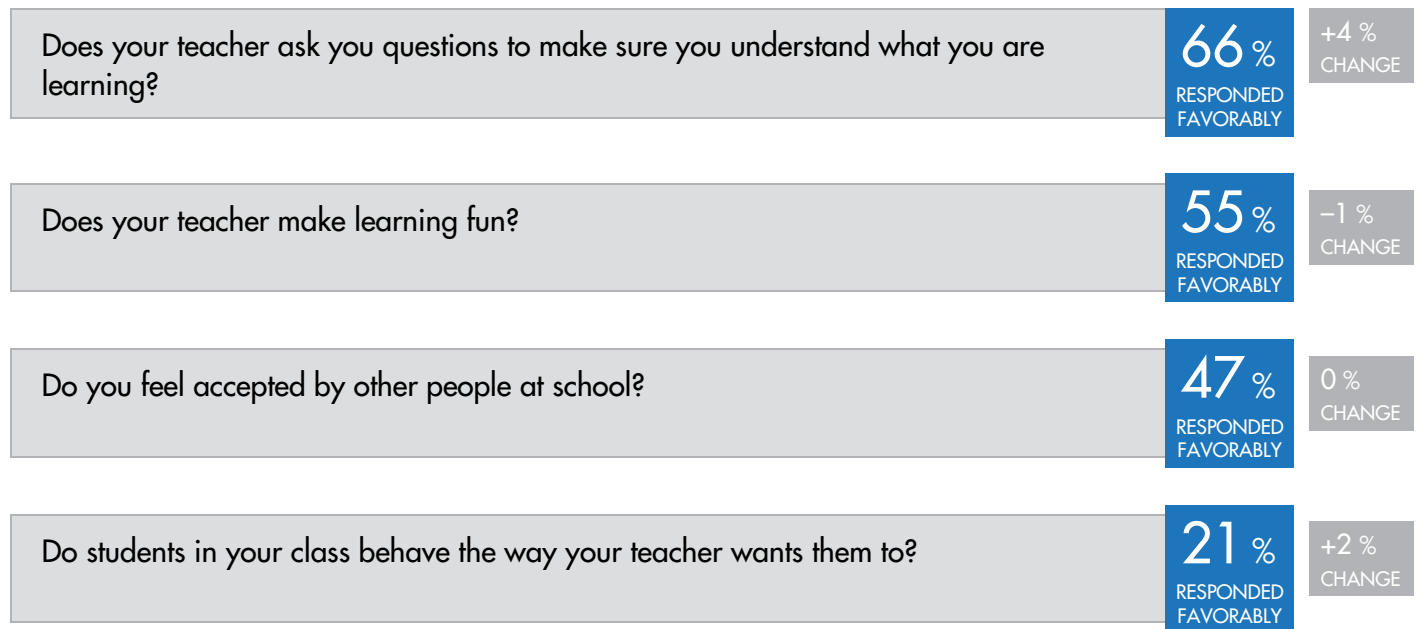 Does your teacher ask you questions to make sure you understand what you are
learning?
66 %
RESPONDED
FAVORABLY
+4 %
CHANGE
Does your teacher make learning fun?
55 %
RESPONDED
FAVORABLY
–1 %
CHANGE
Do you feel accepted by other people at school?
47 %
RESPONDED
FAVORABLY
0 %
CHANGE
Do students in your class behave the way your teacher wants them to?
21 %
RESPONDED
FAVORABLY
+2 %
CHANGE